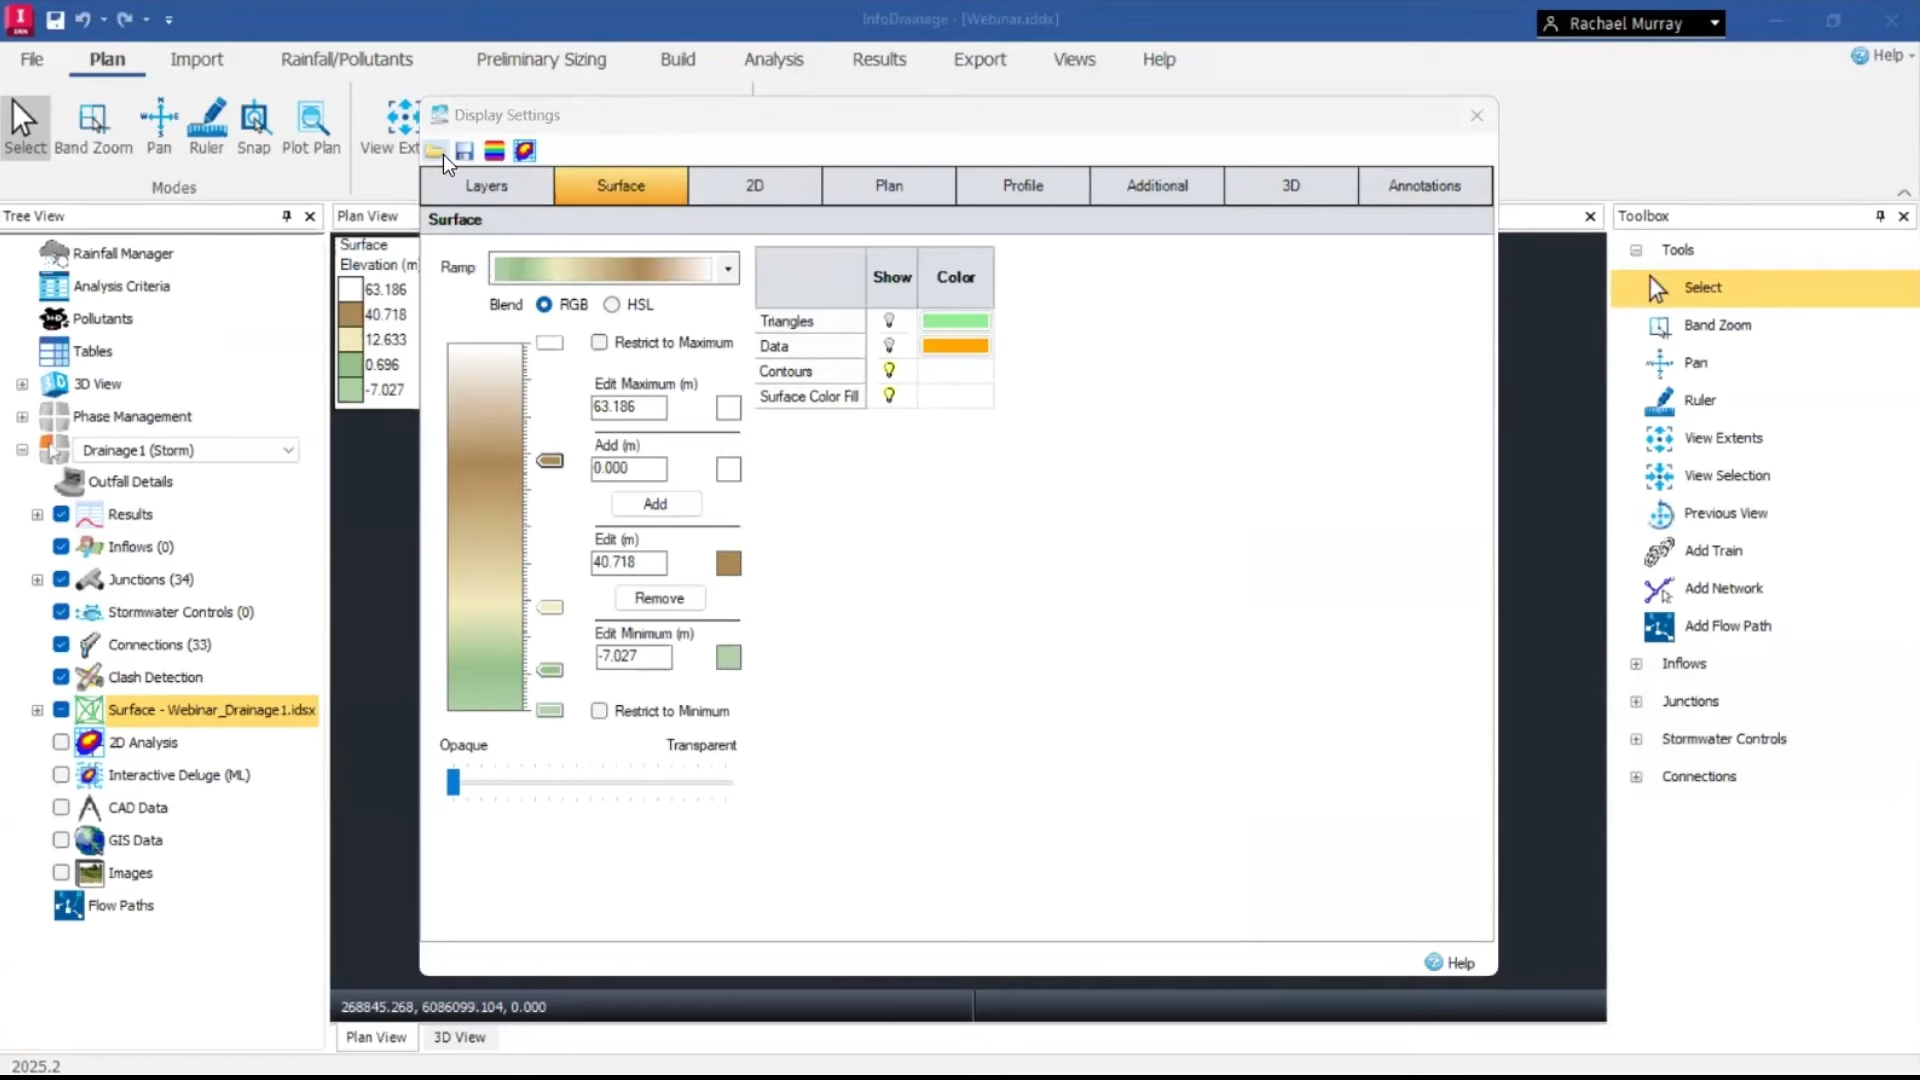 InfoDrainage - [Webinar.iddx]
Rachael Murray
File
Plan
Import
Rainfall/Pollutants
Preliminary Sizing
Build
Analysis
Results
Export
Views
Help
Help
Select
Band Zoom
Pan
Ruler
Snap
Plot Plan
View Ext
Modes
Display Settings
Layers
Surface
2D
Plan
Profile
Additional
3D
Annotations
Surface
Tree View
Rainfall Manager
Analysis Criteria
Pollutants
Tables
3D View
Phase Management
Drainage1 (Storm)
Outfall Details
Results
Inflows (0)
Junctions (34)
Stormwater Controls (0)
Connections (33)
Clash Detection
Surface - Webinar_Drainage1.idsx
2D Analysis
Interactive Deluge (ML)
CAD Data
GIS Data
Images
Flow Paths
Plan View
Surface
Elevation (m
63.186
40.718
12.633
0.696
-7.027
Ramp
Blend
RGB
HSL
Restrict to Maximum
Edit Maximum (m)
63.186
Add (m)
0.000
Add
Edit (m)
40.718
Remove
Edit Minimum (m)
-7.027
Restrict to Minimum
Opaque
Transparent
Show
Color
Triangles
Data
Contours
Surface Color Fill
Help
268845.268, 6086099.104, 0.000
Plan View
3D View
Toolbox
Tools
Select
Band Zoom
Pan
Ruler
View Extents
View Selection
Previous View
Add Train
Add Network
Add Flow Path
Inflows
Junctions
Stormwater Controls
Connections
2025.2